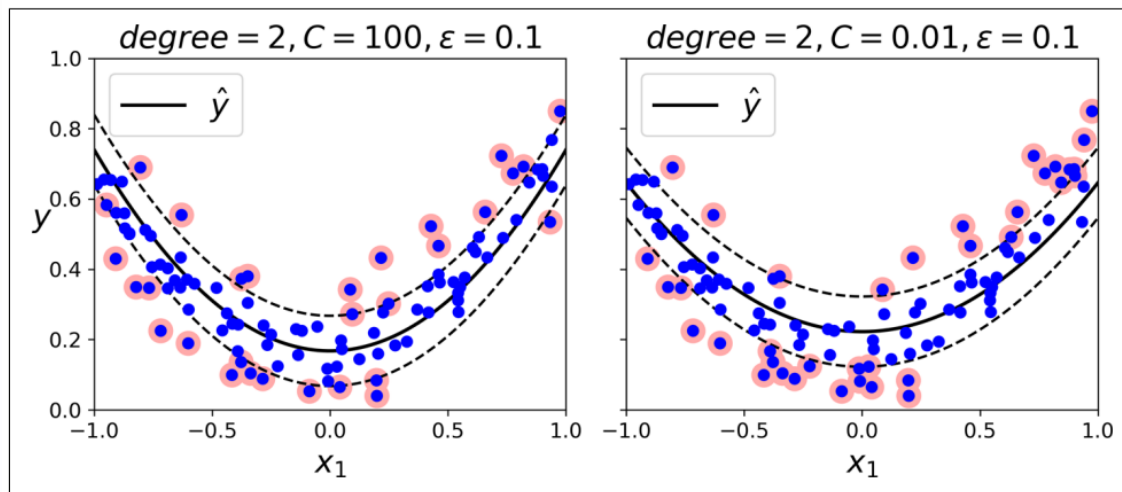 degree = 2, C = 100, ε = 0.1
1.0
0.8
0.6
0.4
0.2
0.0
y
ŷ
−1.0 −0.5 0.0 0.5 1.0
x₁
degree = 2, C = 0.01, ε = 0.1
ŷ
−1.0 −0.5 0.0 0.5 1.0
x₁